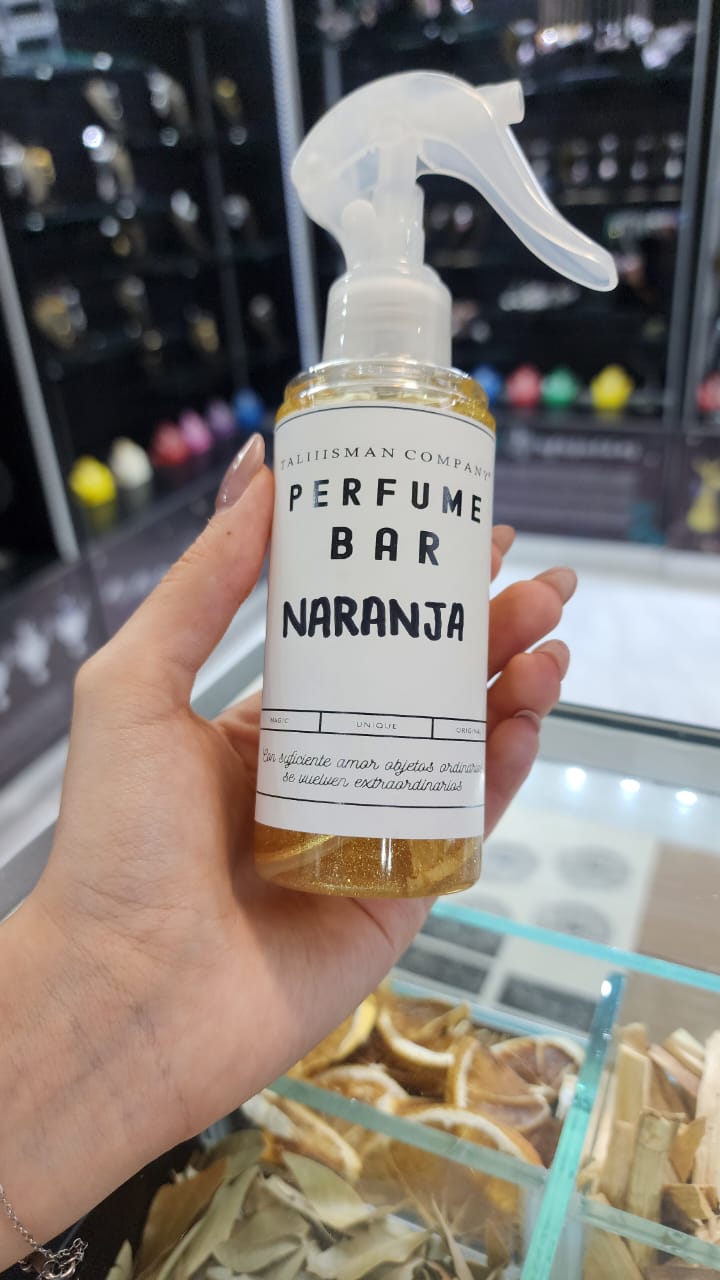 TALIIISMAN COMPANY®
PERFUME
BAR
NARANJA
MAGIC UNIQUE ORIGINAL
Con suficiente amor objetos ordinarios
se vuelven extraordinarios